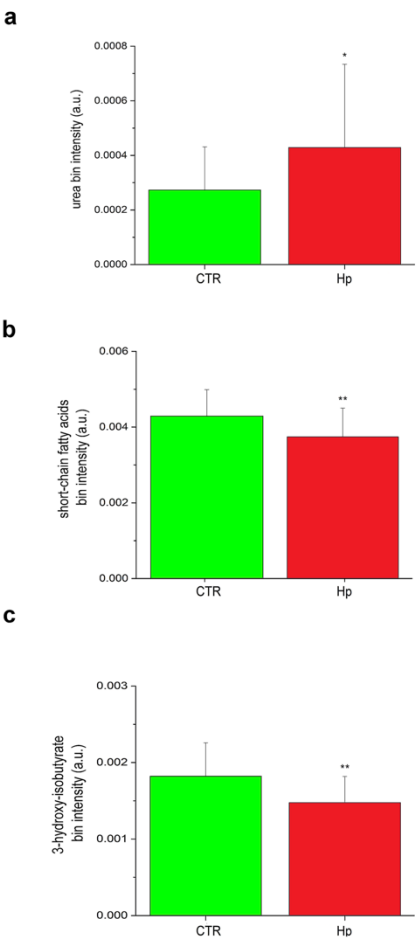 a
0.0008
0.0006
0.0004
0.0002
0.0000
urea bin intensity (a.u.)
*
CTR Hp
b
0.006
0.004
0.002
0.000
short-chain fatty acids
bin intensity (a.u.)
**
CTR Hp
c
0.003
0.002
0.001
0.000
3-hydroxy-isobutyrate
bin intensity (a.u.)
**
CTR Hp